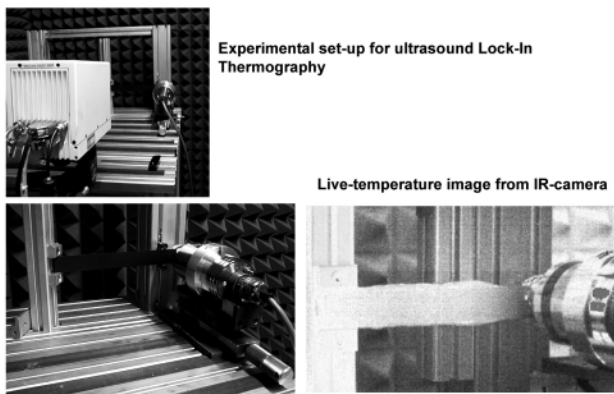 Experimental set-up for ultrasound Lock-In
Thermography
Live-temperature image from IR-camera